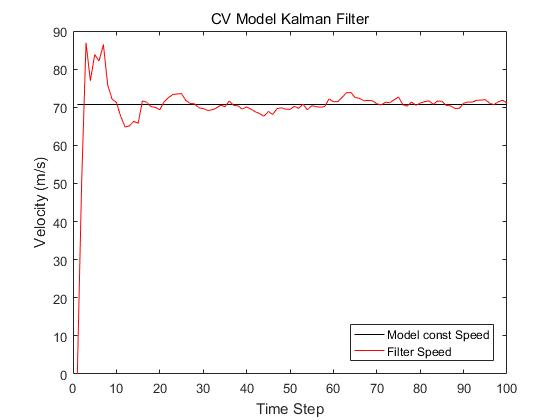 CV Model Kalman Filter
90
80
70
60
50
40
30
20
10
0
Velocity (m/s)
Model const Speed
Filter Speed
0 10 20 30 40 50 60 70 80 90 100
Time Step